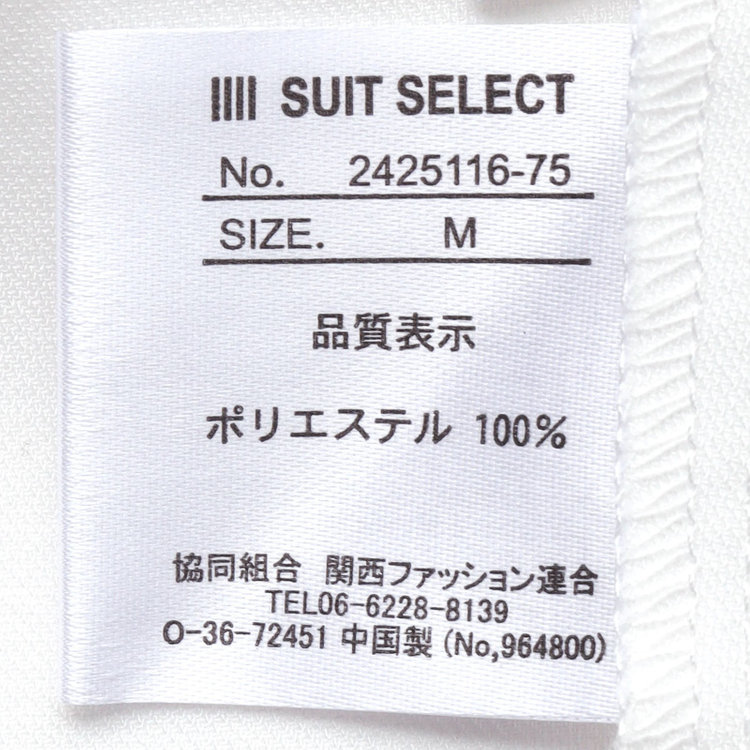 SUIT SELECT
No. 2425116-75
SIZE. M
品質表示
ポリエステル 100%
協同組合 関西ファッション連合
TEL06-6228-8139
O-36-72451 中国製 (No,964800)